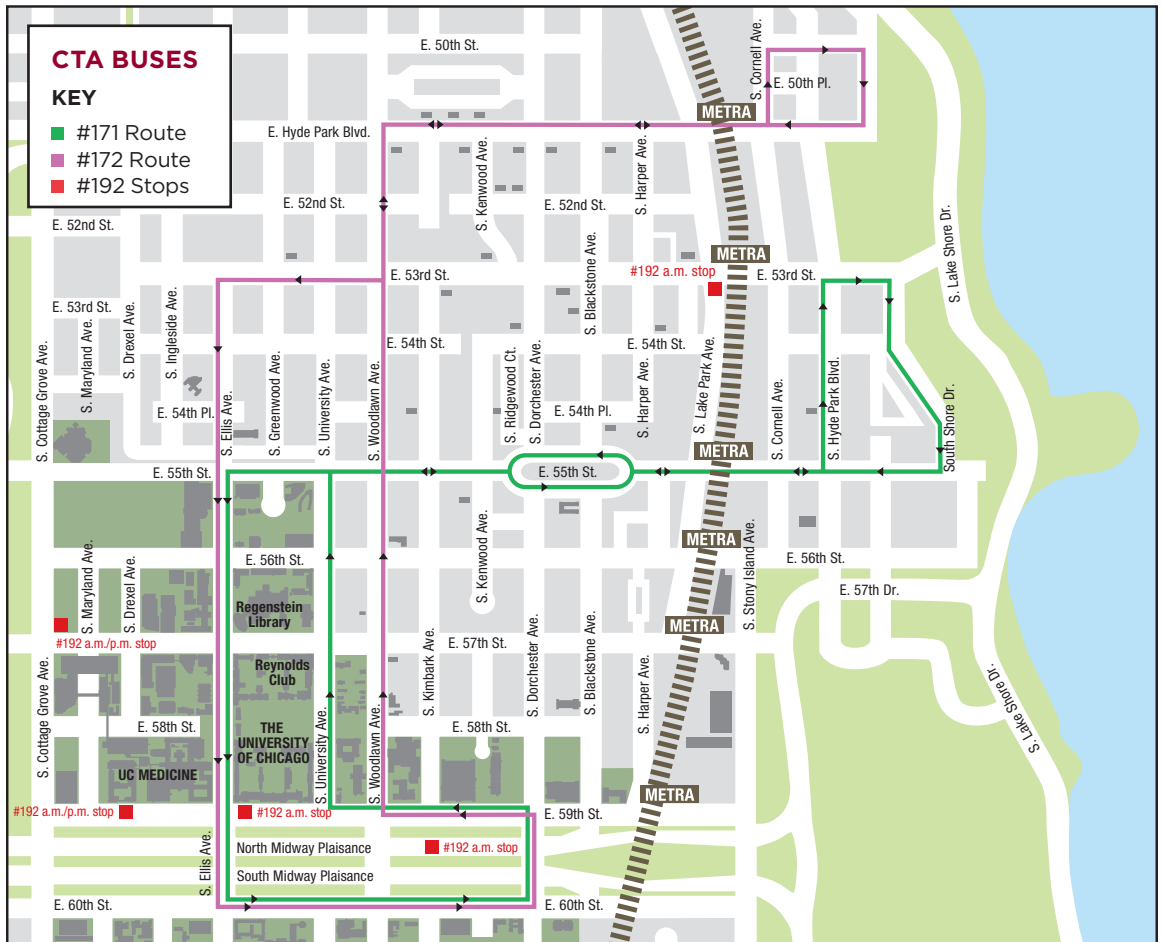 CTA BUSES
KEY
#171 Route
#172 Route
#192 Stops
E. 50th St.
S. Cornell Ave.
E. 50th Pl.
METRA
E. Hyde Park Blvd.
S. Kenwood Ave.
S. Harper Ave.
E. 52nd St.
E. 52nd St.
E. 52nd St.
S. Lake Shore Dr.
S. Blackstone Ave.
METRA
#192 a.m. stop
E. 53rd St.
E. 53rd St.
E. 53rd St.
S. Cottage Grove Ave.
S. Maryland Ave.
S. Drexel Ave.
S. Ingleside Ave.
E. 54th St.
E. 54th St.
S. Ellis Ave.
S. Greenwood Ave.
S. University Ave.
S. Woodlawn Ave.
S. Ridgewood Ct.
S. Dorchester Ave.
S. Harper Ave.
S. Lake Park Ave.
S. Cornell Ave.
S. Hyde Park Blvd.
South Shore Dr.
E. 54th Pl.
E. 54th Pl.
METRA
E. 55th St.
E. 55th St.
METRA
E. 56th St.
E. 56th St.
S. Maryland Ave.
S. Drexel Ave.
S. Kenwood Ave.
S. Stony Island Ave.
E. 57th Dr.
Regenstein
Library
METRA
#192 a.m./p.m. stop
E. 57th St.
S. Cottage Grove Ave.
Reynolds
Club
S. Kimbark Ave.
S. Dorchester Ave.
S. Blackstone Ave.
S. Harper Ave.
S. Lake Shore Dr.
S. Lake Shore Dr.
E. 58th St.
E. 58th St.
THE
UNIVERSITY
OF CHICAGO
S. University Ave.
S. Woodlawn Ave.
UC MEDICINE
METRA
#192 a.m./p.m. stop
#192 a.m. stop
E. 59th St.
S. Ellis Ave.
North Midway Plaisance
#192 a.m. stop
South Midway Plaisance
E. 60th St.
E. 60th St.